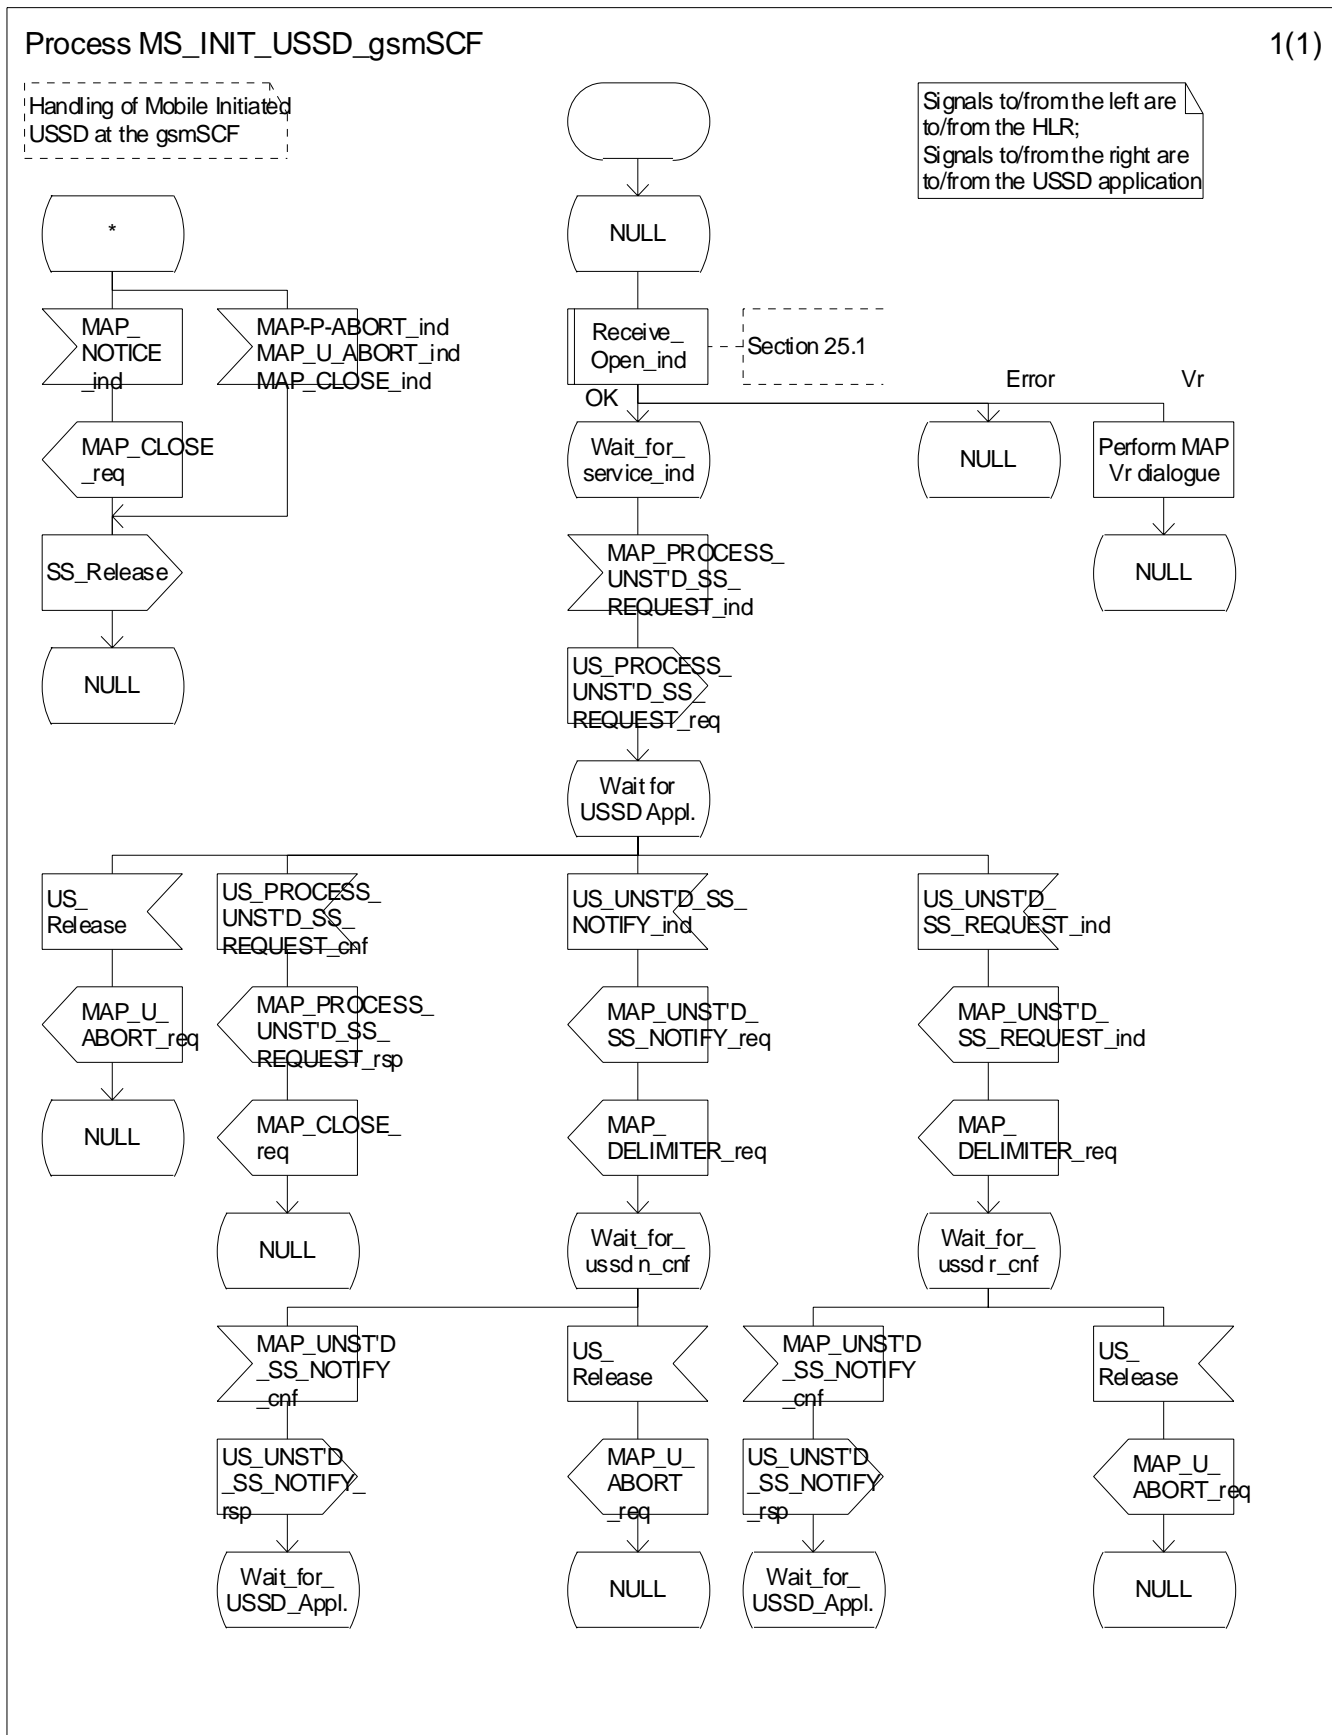 Process MS_INIT_USSD_gsmSCF
1(1)
Handling of Mobile Initiated
USSD at the gsmSCF
Signals to/from the left are
to/from the HLR;
Signals to/from the right are
to/from the USSD application
*
NULL
MAP_
NOTICE
_ind
MAP-P-ABORT_ind
MAP_U_ABORT_ind
MAP_CLOSE_ind
Receive_
Open_ind
Section 25.1
OK
Error
Vr
MAP_CLOSE
_req
Wait_for_
service_ind
NULL
Perform MAP
Vr dialogue
SS_Release
MAP_PROCESS_
UNST'D_SS_
REQUEST_ind
NULL
NULL
US_PROCESS_
UNST'D_SS_
REQUEST_req
Wait for
USSD Appl.
US_
Release
US_PROCESS_
UNST'D_SS_
REQUEST_cnf
US_UNST'D_SS_
NOTIFY_ind
US_UNST'D_
SS_REQUEST_ind
MAP_U_
ABORT_req
MAP_PROCESS_
UNST'D_SS_
REQUEST_rsp
MAP_UNST'D_
SS_NOTIFY_req
MAP_UNST'D_
SS_REQUEST_ind
NULL
MAP_CLOSE_
req
MAP_
DELIMITER_req
MAP_
DELIMITER_req
NULL
Wait_for_
ussd n_cnf
Wait_for_
ussd r_cnf
MAP_UNST'D
_SS_NOTIFY
_cnf
US_
Release
MAP_UNST'D
_SS_NOTIFY
_cnf
US_
Release
US_UNST'D
_SS_NOTIFY_
rsp
MAP_U_
ABORT
_req
US_UNST'D
_SS_NOTIFY
_rsp
MAP_U_
ABORT_req
Wait_for_
USSD_Appl.
NULL
Wait_for_
USSD_Appl.
NULL